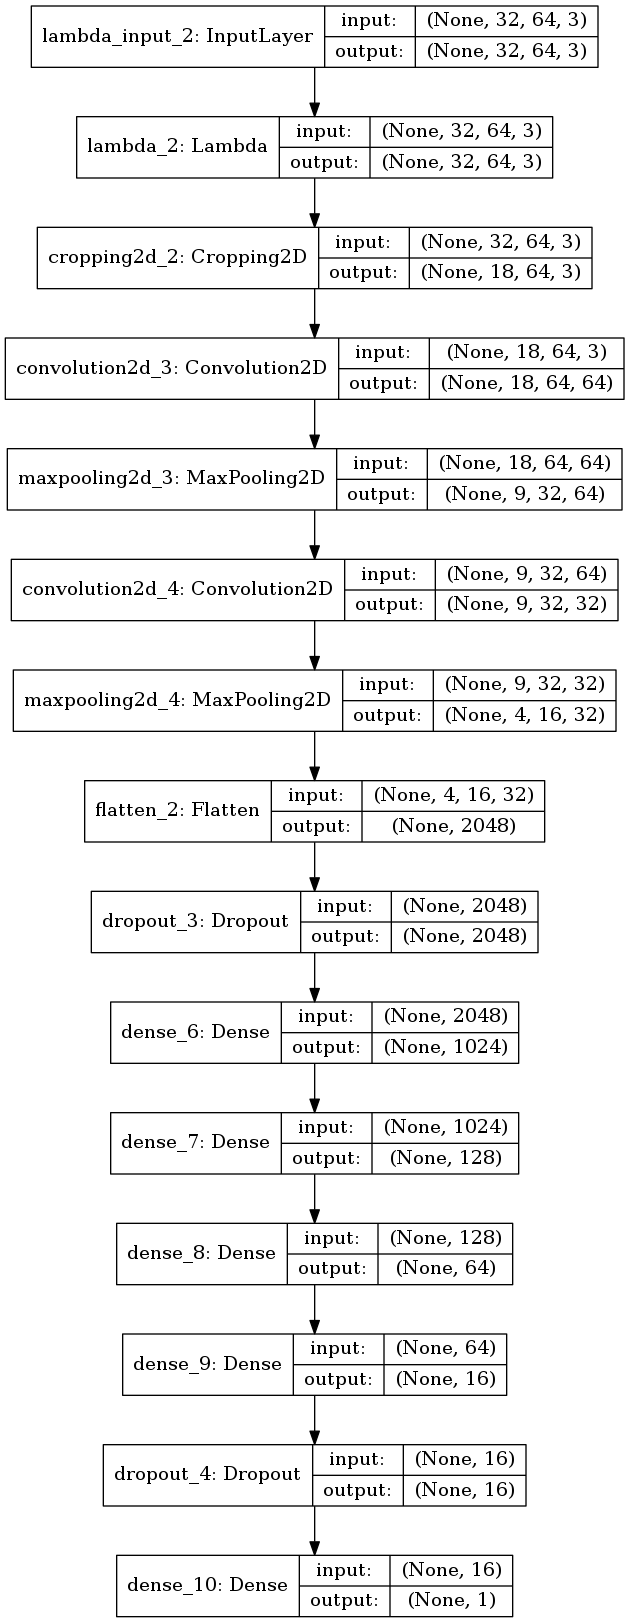 lambda_input_2: InputLayer
input: (None, 32, 64, 3)
output: (None, 32, 64, 3)
lambda_2: Lambda
input: (None, 32, 64, 3)
output: (None, 32, 64, 3)
cropping2d_2: Cropping2D
input: (None, 32, 64, 3)
output: (None, 18, 64, 3)
convolution2d_3: Convolution2D
input: (None, 18, 64, 3)
output: (None, 18, 64, 64)
maxpooling2d_3: MaxPooling2D
input: (None, 18, 64, 64)
output: (None, 9, 32, 64)
convolution2d_4: Convolution2D
input: (None, 9, 32, 64)
output: (None, 9, 32, 32)
maxpooling2d_4: MaxPooling2D
input: (None, 9, 32, 32)
output: (None, 4, 16, 32)
flatten_2: Flatten
input: (None, 4, 16, 32)
output: (None, 2048)
dropout_3: Dropout
input: (None, 2048)
output: (None, 2048)
dense_6: Dense
input: (None, 2048)
output: (None, 1024)
dense_7: Dense
input: (None, 1024)
output: (None, 128)
dense_8: Dense
input: (None, 128)
output: (None, 64)
dense_9: Dense
input: (None, 64)
output: (None, 16)
dropout_4: Dropout
input: (None, 16)
output: (None, 16)
dense_10: Dense
input: (None, 16)
output: (None, 1)